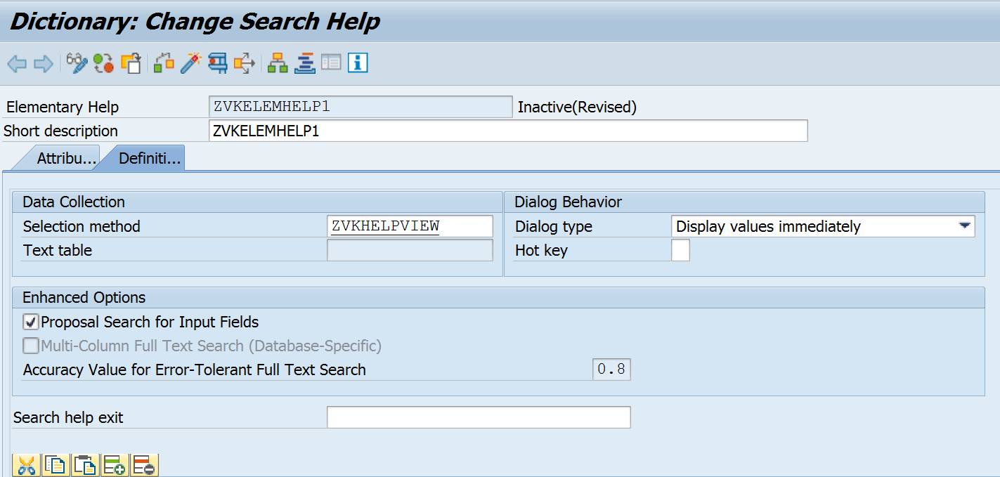 Dictionary: Change Search Help
Elementary Help ZVKELEMHELP1 Inactive(Revised)
Short description ZVKELEMHELP1
Attribu... Definiti...
Data Collection Dialog Behavior
Selection method ZVKHELPVIEW Dialog type Display values immediately
Text table Hot key
Enhanced Options
Proposal Search for Input Fields
Multi-Column Full Text Search (Database-Specific)
Accuracy Value for Error-Tolerant Full Text Search 0.8
Search help exit